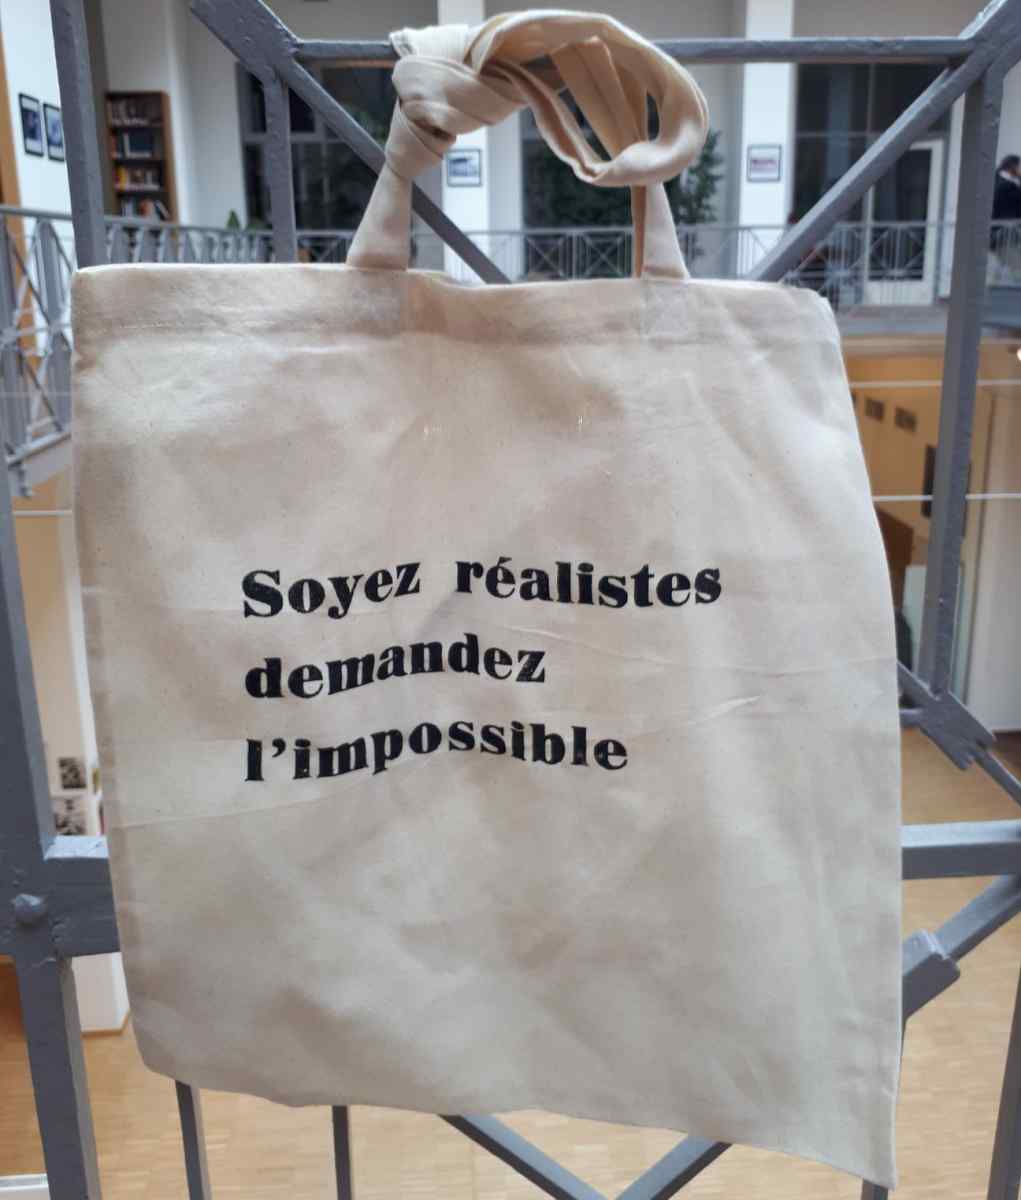 Soyez réalistes
demandez
l’impossible